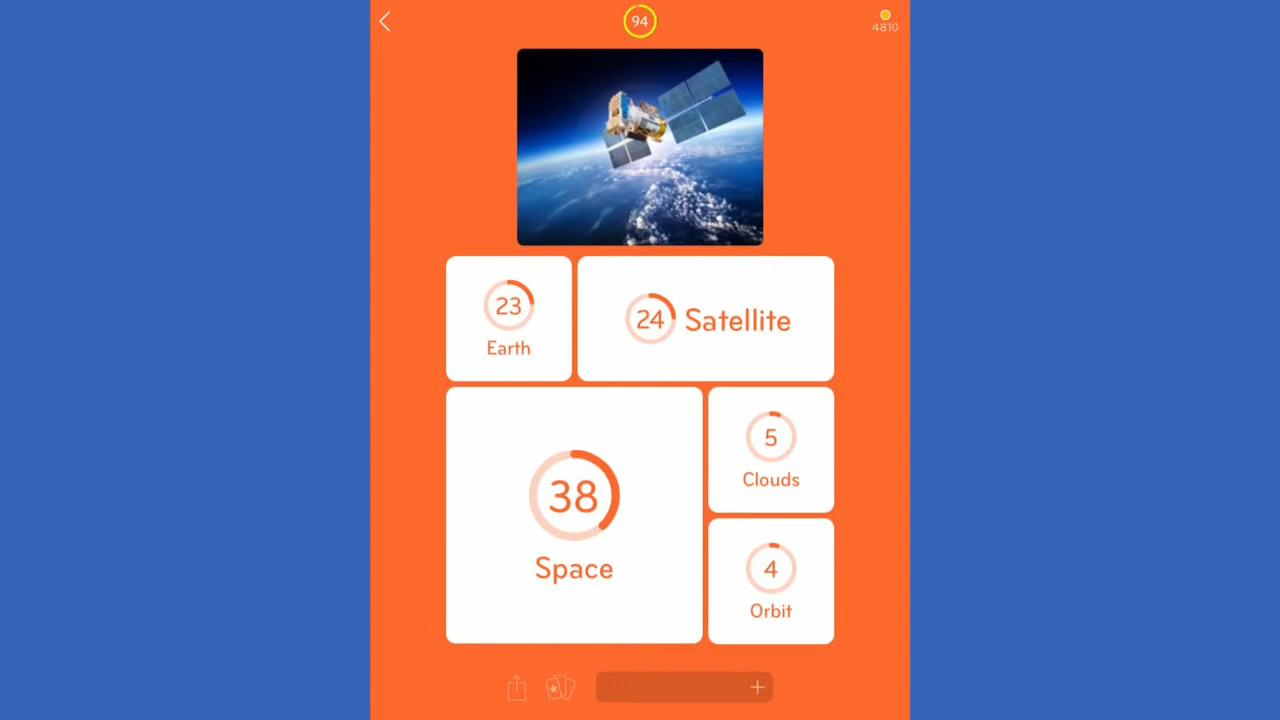 94
4810
23
Earth
24 Satellite
38
Space
5
Clouds
4
Orbit
+